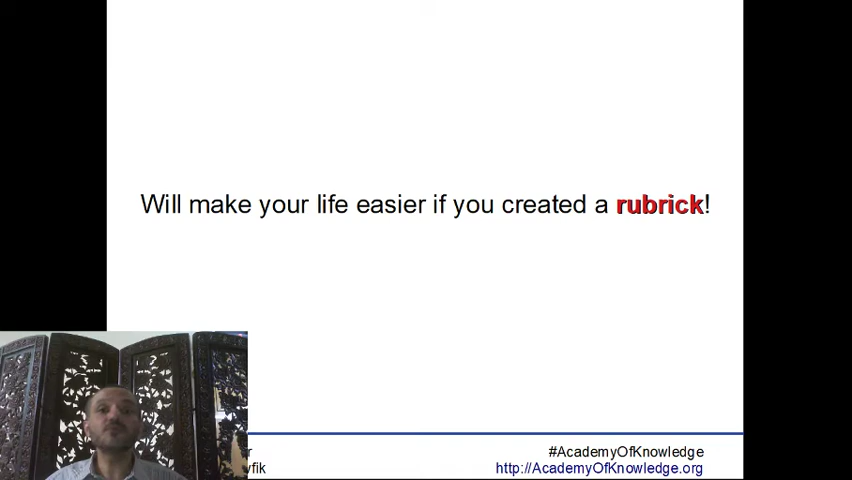 Will make your life easier if you created a rubrick!
#AcademyOfKnowledge
http://AcademyOfKnowledge.org